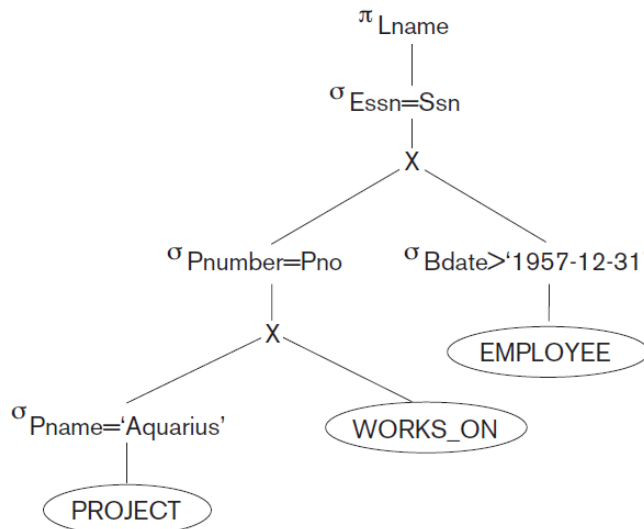 π Lname
σ Essn=Ssn
X
σ Pnumber=Pno
σ Bdate>‘1957-12-31
X
EMPLOYEE
σ Pname=‘Aquarius’
WORKS_ON
PROJECT